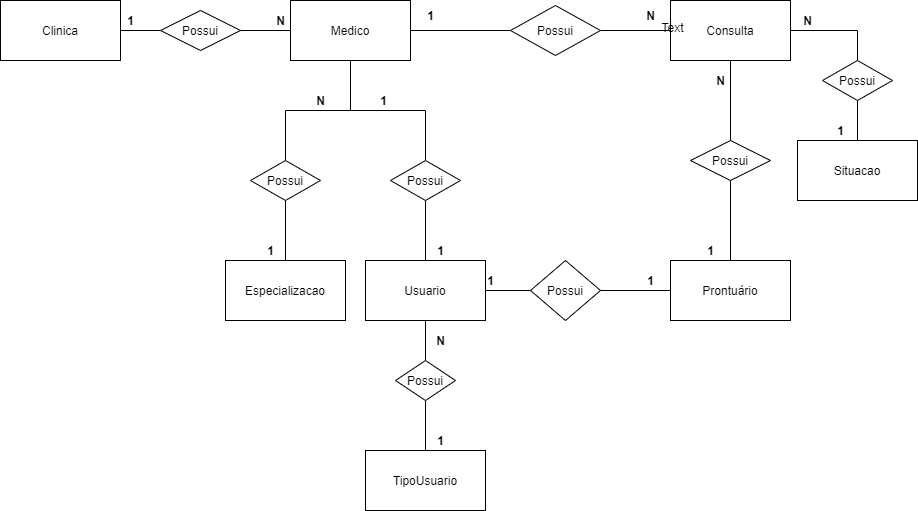 Clinica
1
Possui
N
Medico
1
Possui
N
Text
Consulta
N
Possui
1
Situacao
N
1
Possui
Possui
1
1
Especializacao
Usuario
1
Possui
1
N
Possui
1
Prontuário
N
Possui
1
TipoUsuario